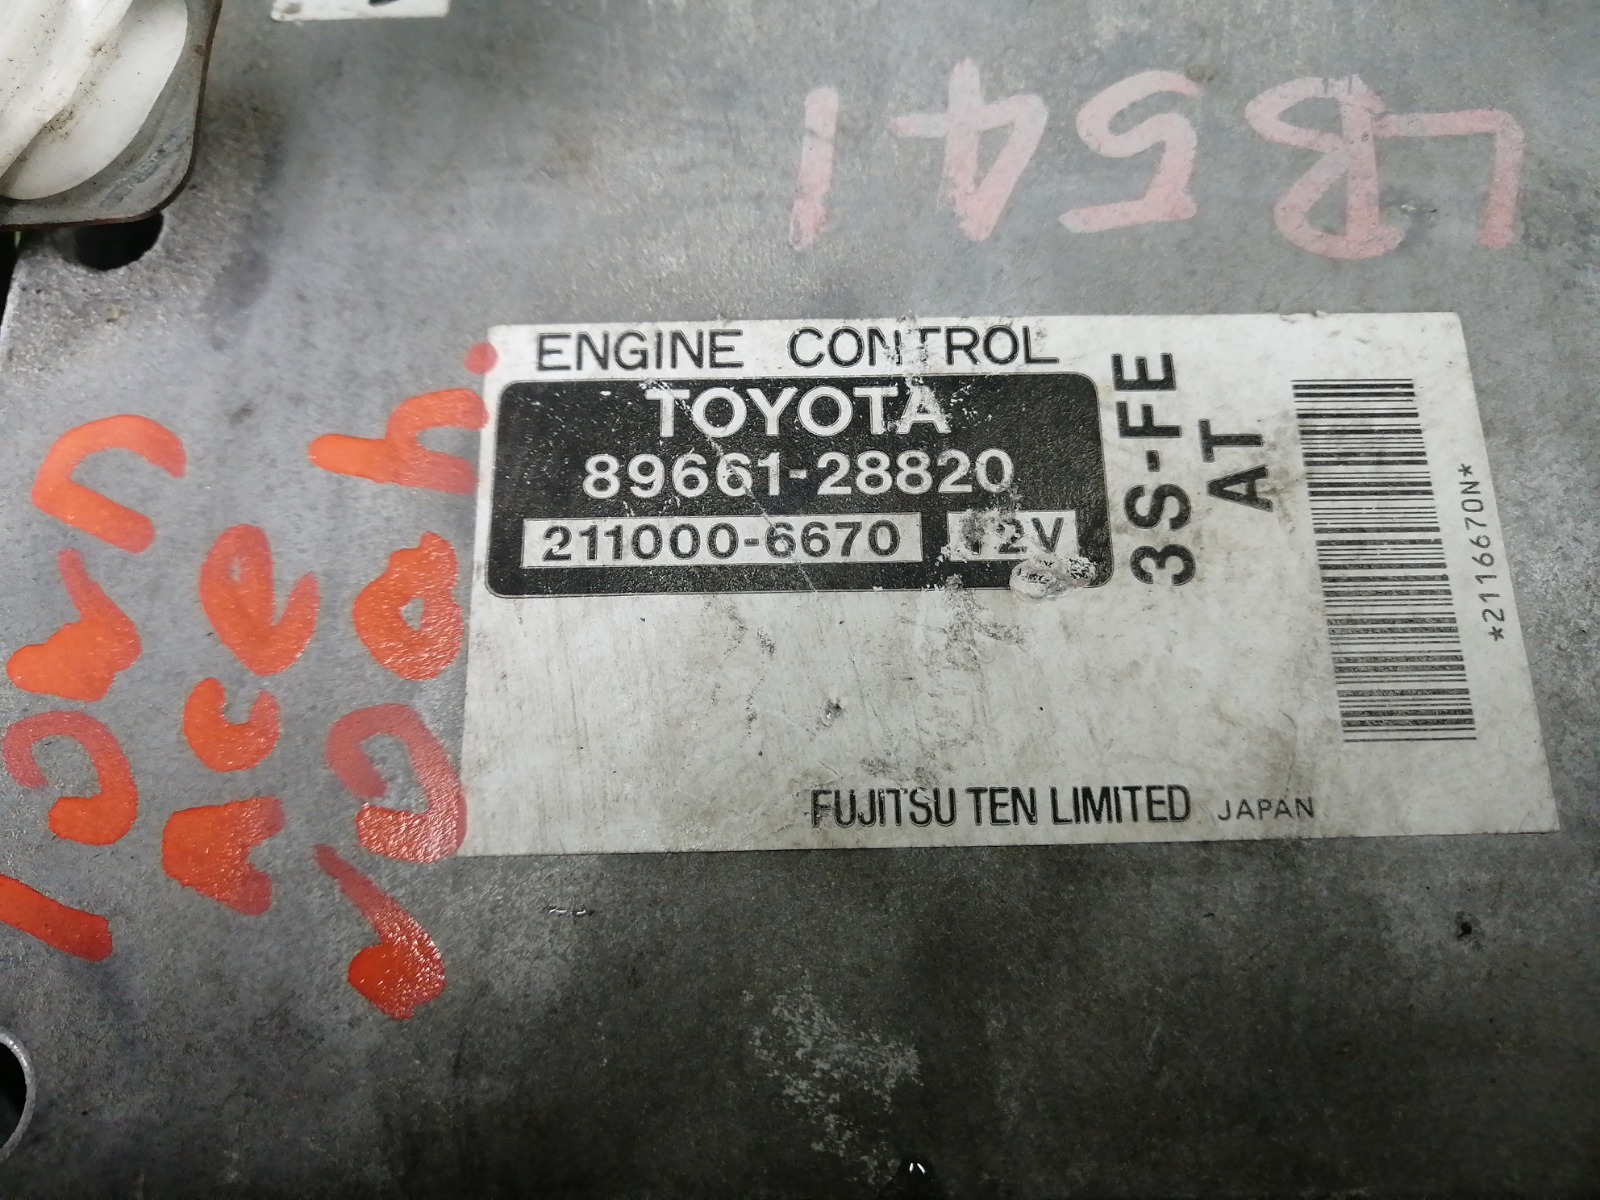 LB541
ENGINE CONTROL
TOYOTA
89661-28820
211000-6670 12V
3S-FE
AT
*2116670N*
FUJITSU TEN LIMITED JAPAN
Town
Ace
Noah.